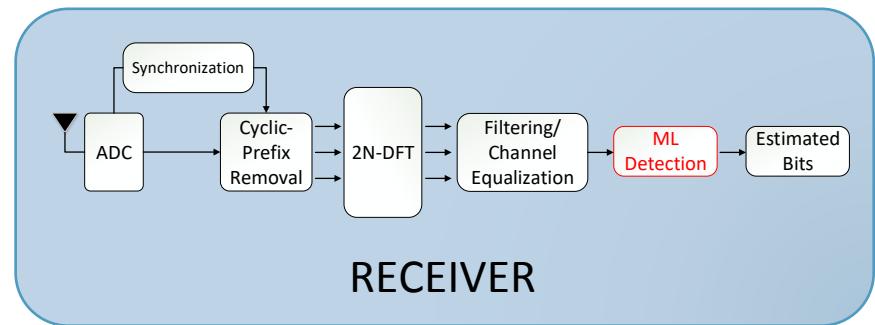 Synchronization
ADC
Cyclic-
Prefix
Removal
2N-DFT
Filtering/
Channel
Equalization
ML
Detection
Estimated
Bits
RECEIVER